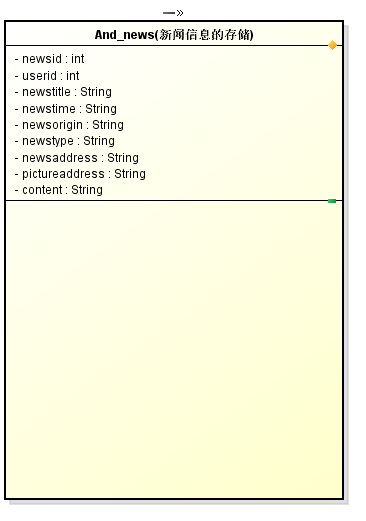 And_news(新闻信息的存储)
- newsid : int
- userid : int
- newstitle : String
- newstime : String
- newsorigin : String
- newstype : String
- newsaddress : String
- pictureaddress : String
- content : String